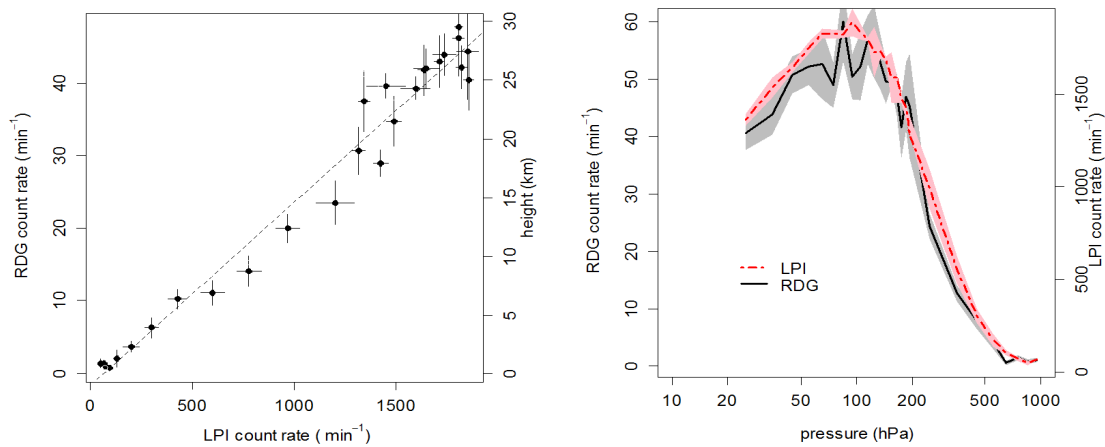 RDG count rate (min⁻¹)
0 10 20 30 40
0 500 1000 1500
LPI count rate ( min⁻¹)
0 5 10 15 20 25 30
height (km)
RDG count rate (min⁻¹)
0 10 20 30 40 50 60
LPI
RDG
10 20 50 100 200 500 1000
pressure (hPa)
0 500 1000 1500
LPI count rate (min⁻¹)